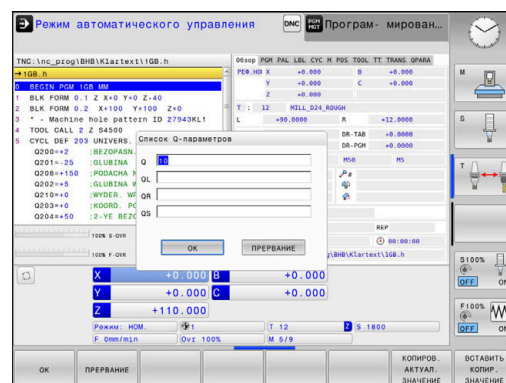 Режим автоматического управления
DNC
Програм- мирован...
TNC:\nc_prog\BHB\Klartext\1GB.h
→1GB.h
0 BEGIN PGM 1GB MM
1 BLK FORM 0.1 Z X+0 Y+0 Z-40
2 BLK FORM 0.2 X+100 Y+100 Z+0
3 * - Machine hole pattern ID 27943KL1
4 TOOL CALL 2 Z S4500
5 CYCL DEF 203 UNIVERS.
Q200=+2 ;BEZOPASN.
Q201=-25 ;GLUBINA
Q206=+150 ;PODACHA
Q202=+5 ;GLUBINA
Q210=+0 ;WYDER.
Q203=+0 ;KOORD.
Q204=+50 ;2-YE
Обзор PGM PAL LBL CYC M POS TOOL TT TRANS QPARA
X +0.000 B +0.000
Y +0.000 C +0.000
Z +0.000
T : 12 MILL_D24_ROUGH
L +90.0000 R +12.0000
DR-TAB +0.0000
DR-PGM +0.0000
M50 M5
REP
00:00:00
Список Q-параметров
Q 10
QL
QR
QS
OK ПРЕРВАНИЕ
100% S-OVR
100% F-OVR
X +0.000 B +0.000
Y +0.000 C +0.000
Z +110.000
Режим: НОМ. 1 T 12 Z S 1800
F 0mm/min Ovr 100% M 5/9
M
S
T
S100%
OFF ON
F100%
OFF ON
OK
ПРЕРВАНИЕ
КОПИРОВ. АКТУАЛ. ЗНАЧЕНИЕ
ВСТАВИТЬ КОПИР. ЗНАЧЕНИЕ